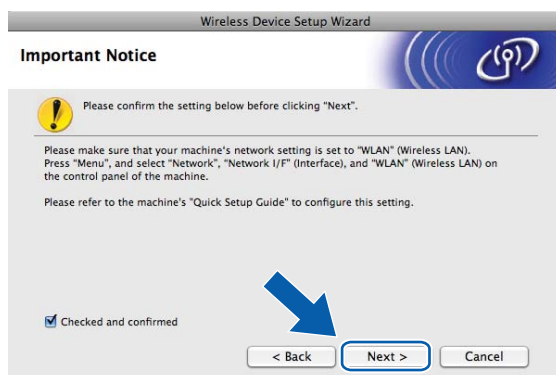 Wireless Device Setup Wizard
Important Notice
Please confirm the setting below before clicking "Next".
Please make sure that your machine's network setting is set to "WLAN" (Wireless LAN).
Press "Menu", and select "Network", "Network I/F" (Interface), and "WLAN" (Wireless LAN) on
the control panel of the machine.
Please refer to the machine's "Quick Setup Guide" to configure this setting.
Checked and confirmed
< Back Next > Cancel